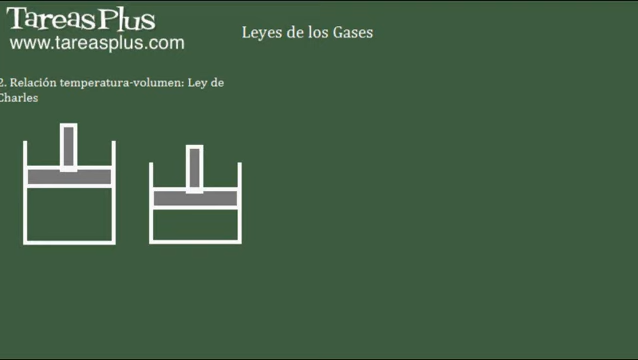 TareasPlus
www.tareasplus.com
Leyes de los Gases
2. Relación temperatura-volumen: Ley de
Charles